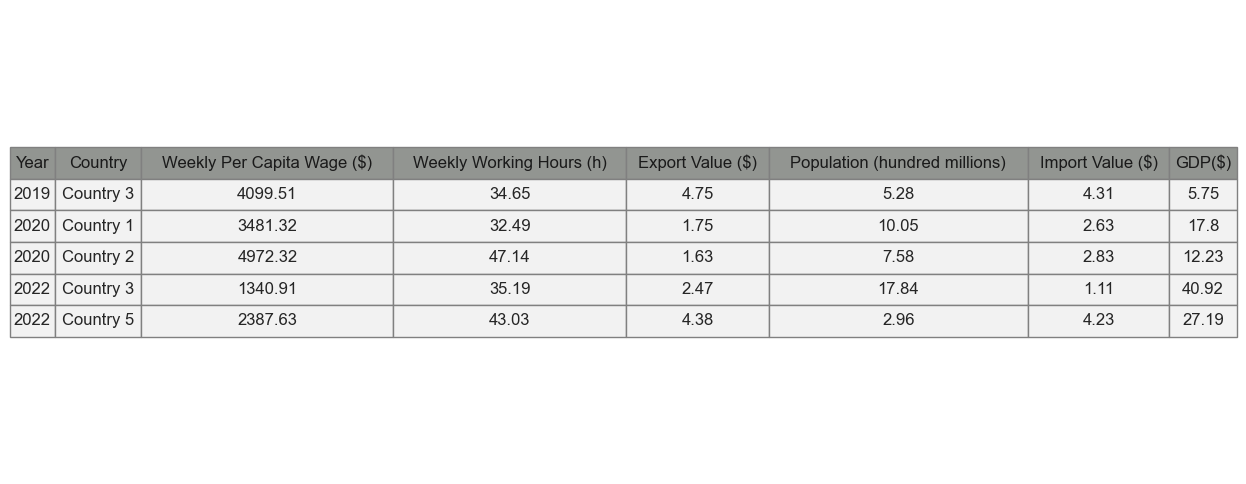 Year Country Weekly Per Capita Wage ($) Weekly Working Hours (h) Export Value ($) Population (hundred millions) Import Value ($) GDP($)
2019 Country 3 4099.51 34.65 4.75 5.28 4.31 5.75
2020 Country 1 3481.32 32.49 1.75 10.05 2.63 17.8
2020 Country 2 4972.32 47.14 1.63 7.58 2.83 12.23
2022 Country 3 1340.91 35.19 2.47 17.84 1.11 40.92
2022 Country 5 2387.63 43.03 4.38 2.96 4.23 27.19